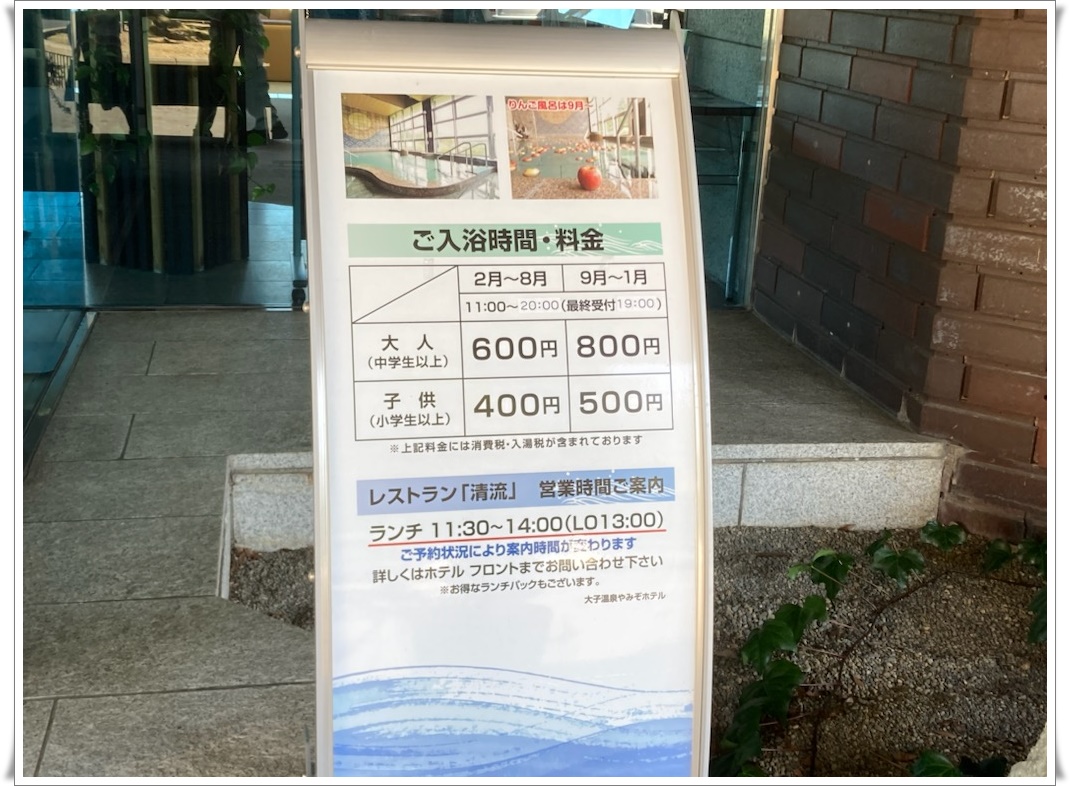 りんご風呂は9月～
ご入浴時間・料金
2月～8月 9月～1月
11:00～20:00(最終受付19:00)
大人 600円 800円
(中学生以上)
子供 400円 500円
(小学生以上)
※上記料金には消費税・入湯税が含まれております
レストラン「清流」 営業時間ご案内
ランチ 11:30～14:00(LO13:00)
ご予約状況により案内時間が変わります
詳しくはホテル フロントまでお問い合わせ下さい
※お得なランチパックもございます。
大子温泉やみぞホテル